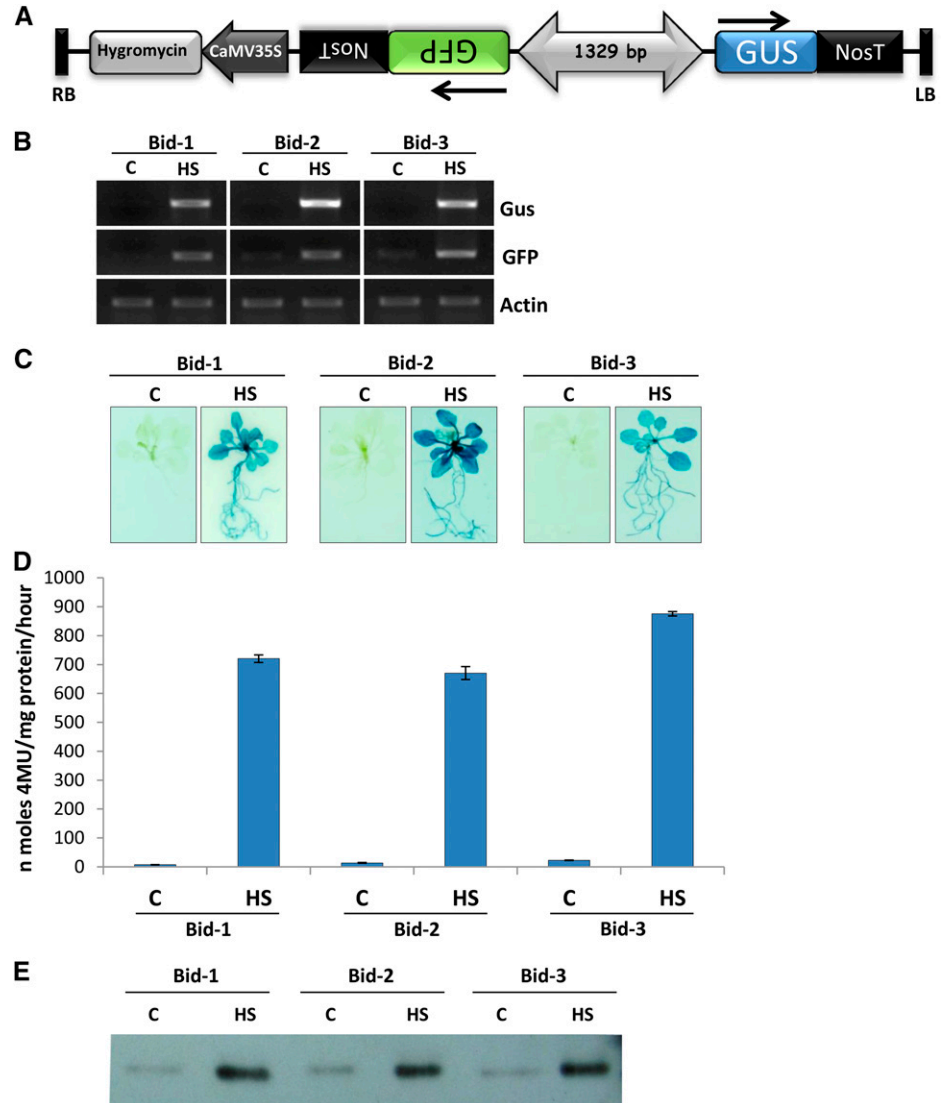 A
Hygromycin CaMV35S NosT GFP 1329 bp GUS NosT
RB LB
B
Bid-1 Bid-2 Bid-3
C HS C HS C HS
Gus
GFP
Actin
C
Bid-1 Bid-2 Bid-3
C HS C HS C HS
D
n moles 4MU/mg protein/hour
1000
900
800
700
600
500
400
300
200
100
0
C HS C HS C HS
Bid-1 Bid-2 Bid-3
E
Bid-1 Bid-2 Bid-3
C HS C HS C HS